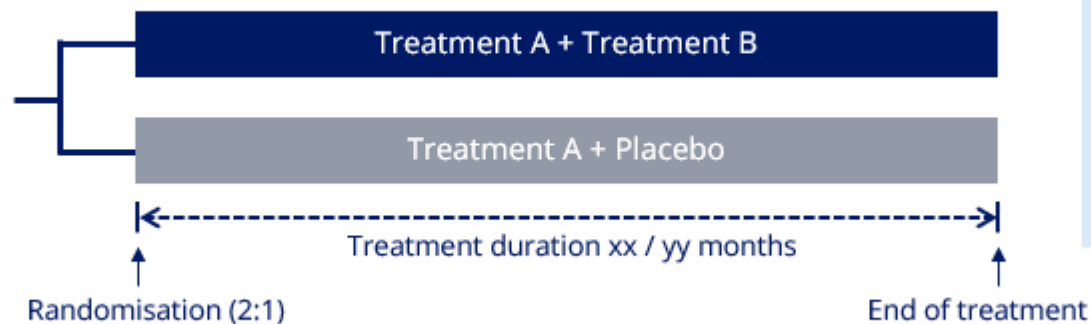 Treatment A + Treatment B
Treatment A + Placebo
Treatment duration xx / yy months
Randomisation (2:1)
End of treatment